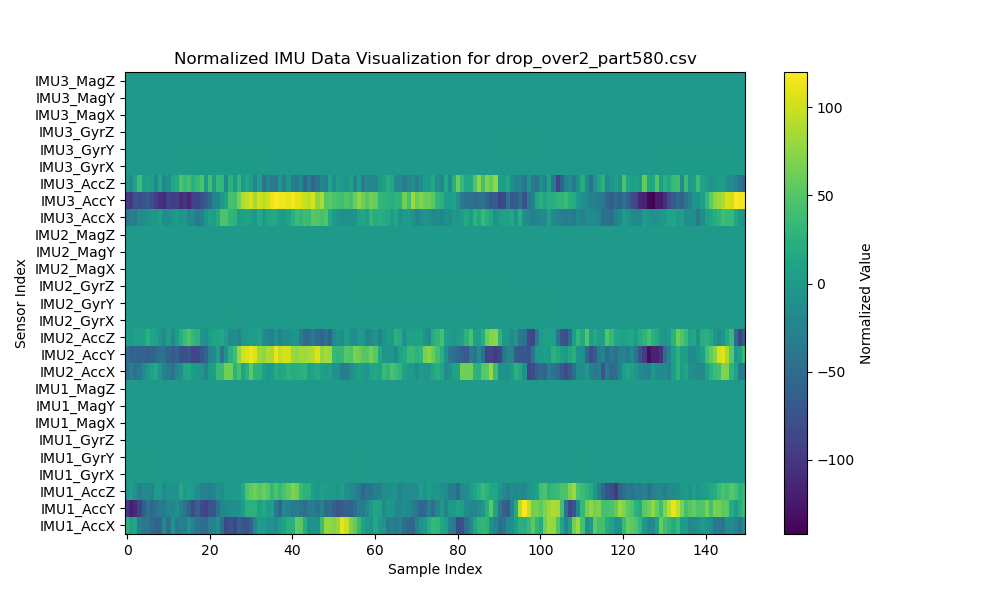 Normalized IMU Data Visualization for drop_over2_part580.csv
IMU3_MagZ
IMU3_MagY
IMU3_MagX
IMU3_GyrZ
IMU3_GyrY
IMU3_GyrX
IMU3_AccZ
IMU3_AccY
IMU3_AccX
IMU2_MagZ
IMU2_MagY
IMU2_MagX
IMU2_GyrZ
IMU2_GyrY
IMU2_GyrX
IMU2_AccZ
IMU2_AccY
IMU2_AccX
IMU1_MagZ
IMU1_MagY
IMU1_MagX
IMU1_GyrZ
IMU1_GyrY
IMU1_GyrX
IMU1_AccZ
IMU1_AccY
IMU1_AccX
Sensor Index
0 20 40 60 80 100 120 140
Sample Index
100
50
0
−50
−100
Normalized Value